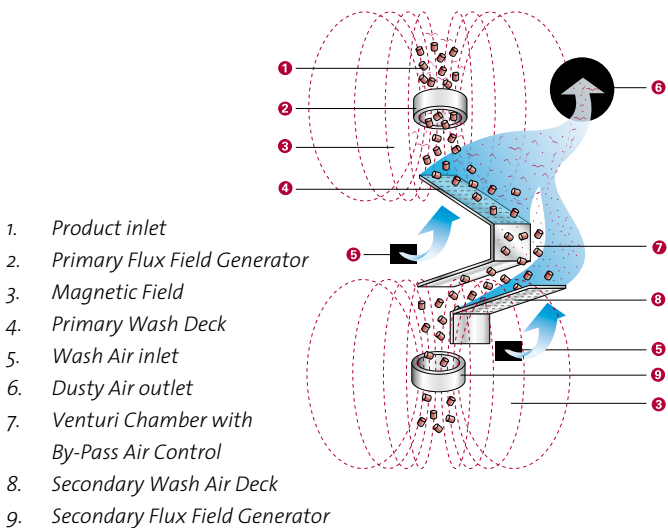 1
2
3
4
5
6
7
8
5
9
3
1. Product inlet
2. Primary Flux Field Generator
3. Magnetic Field
4. Primary Wash Deck
5. Wash Air inlet
6. Dusty Air outlet
7. Venturi Chamber with
By-Pass Air Control
8. Secondary Wash Air Deck
9. Secondary Flux Field Generator